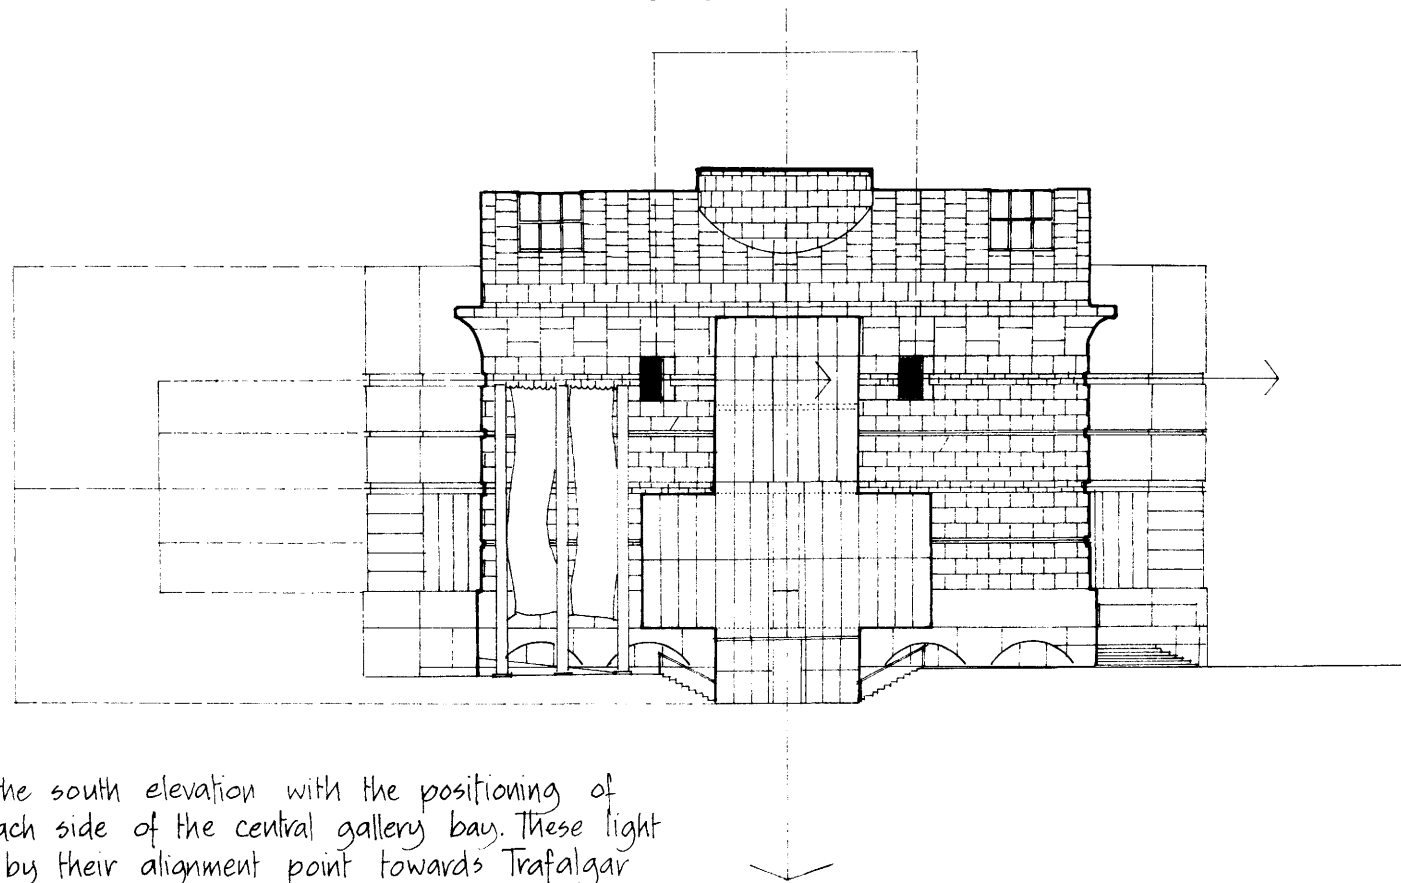 the south elevation with the positioning of
ach side of the central gallery bay. These light
by their alignment point towards Trafalgar